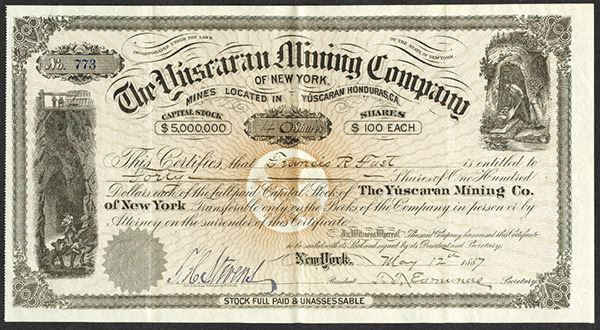 INCORPORATED UNDER THE LAWS OF THE STATE OF NEW YORK.
No. 773
The Yúscaran Mining Company
OF NEW YORK.
MINES LOCATED IN YÚSCARAN HONDURAS, C.A.
CAPITAL STOCK SHARES
$5,000,000 40 Shares $100 EACH
This Certifies, that Francis R. is entitled to
Forty Shares of One Hundred
Dollars each of the full paid Capital Stock of The Yúscaran Mining Co.
of New York Transferable only on the Books of the Company, in person or by
Attorney on the surrender of this Certificate.
In Witness Whereof, The said Company has caused this Certificate
to be sealed with its Seal and signed by its President and Secretary.
New York, May 12th 1887
President Secretary
STOCK FULL PAID & UNASSESSABLE